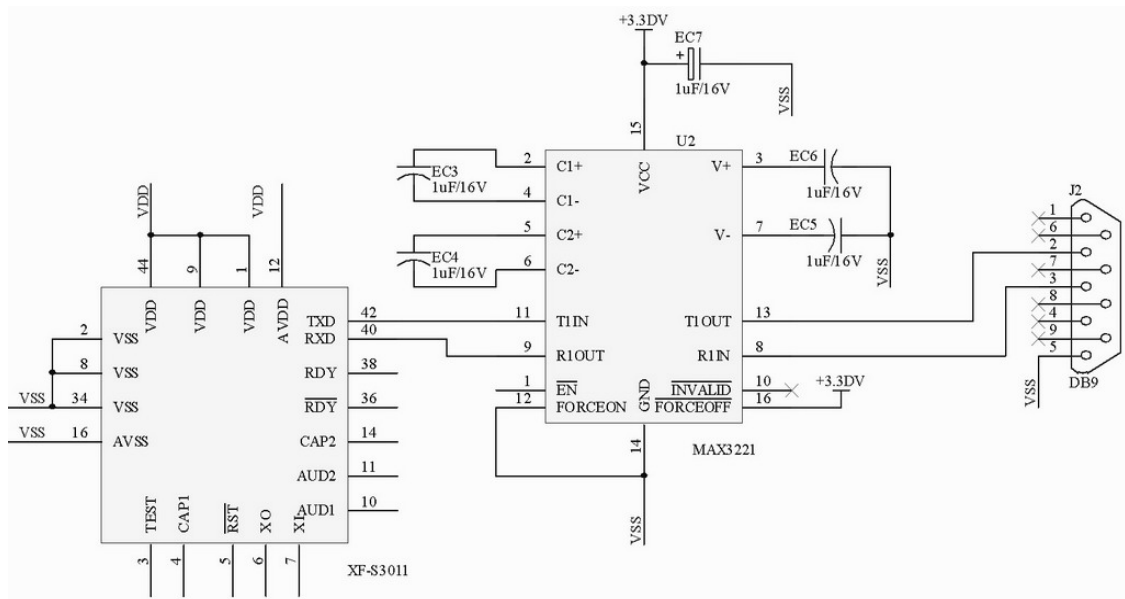 +3.3DV
EC7
+
1uF/16V
VSS
15
U2
VCC
2 C1+
EC3
1uF/16V
4 C1-
5 C2+
EC4
1uF/16V
6 C2-
V+ 3 EC6
1uF/16V
V- 7 EC5
1uF/16V
VSS
11 T1IN
T1OUT 13
9 R1OUT
R1IN 8
1 EN
INVALID 10
+3.3DV
12 FORCEON
FORCEOFF 16
GND
14
MAX3221
VSS
J2
1
6
2
7
3
8
4
9
5
DB9
VSS
VDD
VDD
44
9
1
12
VDD
VDD
VDD
AVDD
TXD 42
RXD 40
2 VSS
RDY 38
8 VSS
RDY 36
VSS 34 VSS
CAP2 14
VSS 16 AVSS
AUD2 11
AUD1 10
TEST
CAP1
RST
XO
XI
3
4
5
6
7
XF-S3011